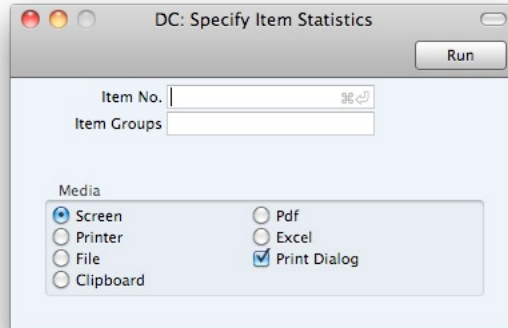 DC: Specify Item Statistics
Run
Item No.
Item Groups
Media
Screen
Printer
File
Clipboard
Pdf
Excel
Print Dialog